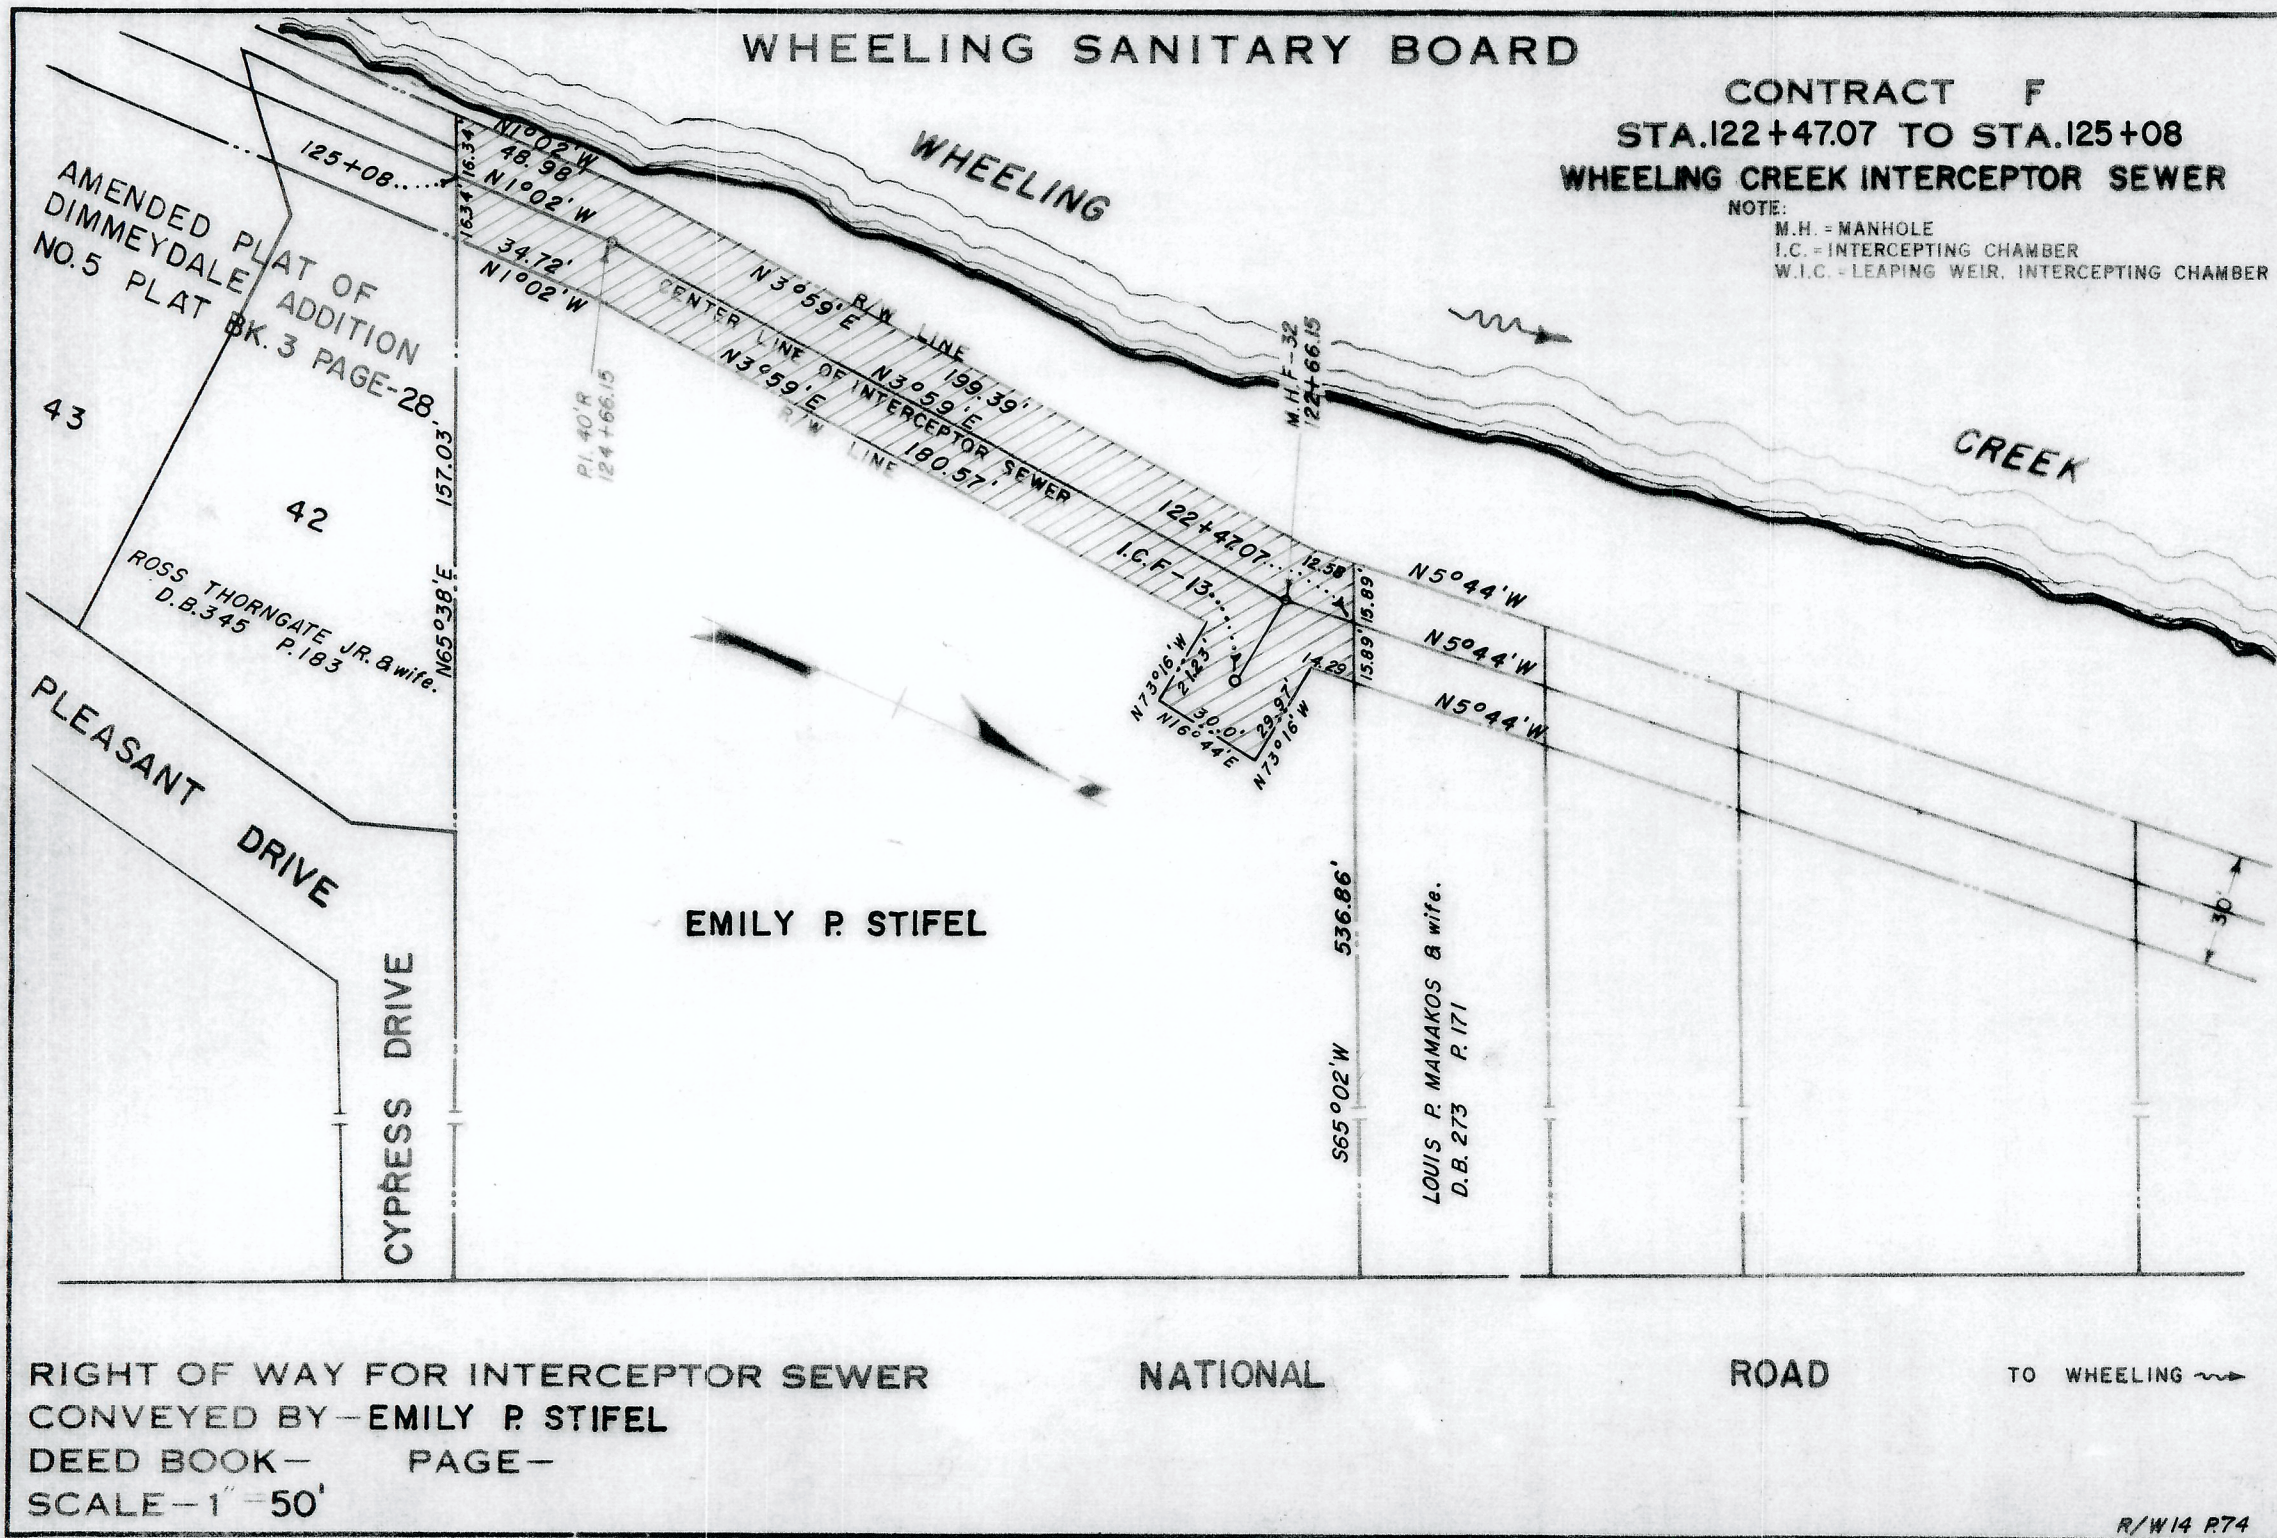 WHEELING SANITARY BOARD
CONTRACT F
STA.122+47.07 TO STA.125+08
WHEELING CREEK INTERCEPTOR SEWER
NOTE:
M.H. = MANHOLE
I.C. = INTERCEPTING CHAMBER
W.I.C. = LEAPING WEIR, INTERCEPTING CHAMBER
WHEELING
CREEK
AMENDED PLAT OF
DIMMEYDALE ADDITION
NO.5 PLAT BK. 3 PAGE-28.
125+08.....
16.34'
16.34'
N1°02'W
48.98'
N1°02'W
34.72'
N1°02'W
N3°59'E
R/W LINE
199.39'
CENTER LINE OF INTERCEPTOR SEWER
N3°59'E
N3°59'E
180.57'
R/W LINE
P.I. 40'R
124+66.15
M.H.F-32
122+66.15
122+47.07.......
12.58
I.C.F-13....
15.89
15.89'
14.29
N73°16'W
21.23'
30.0'
N16°44'E
29.97'
N73°16'W
N5°44'W
N5°44'W
N5°44'W
30'
43
42
ROSS THORNGATE JR. & wife.
D.B.345 P.183
N65°38'E 157.03'
PLEASANT DRIVE
CYPRESS DRIVE
EMILY P. STIFEL
S65°02'W 536.86'
LOUIS P. MAMAKOS & wife.
D.B. 273 P. 171
NATIONAL ROAD
TO WHEELING
RIGHT OF WAY FOR INTERCEPTOR SEWER
CONVEYED BY - EMILY P. STIFEL
DEED BOOK- PAGE-
SCALE-1" -50'
R/W 14 P.74